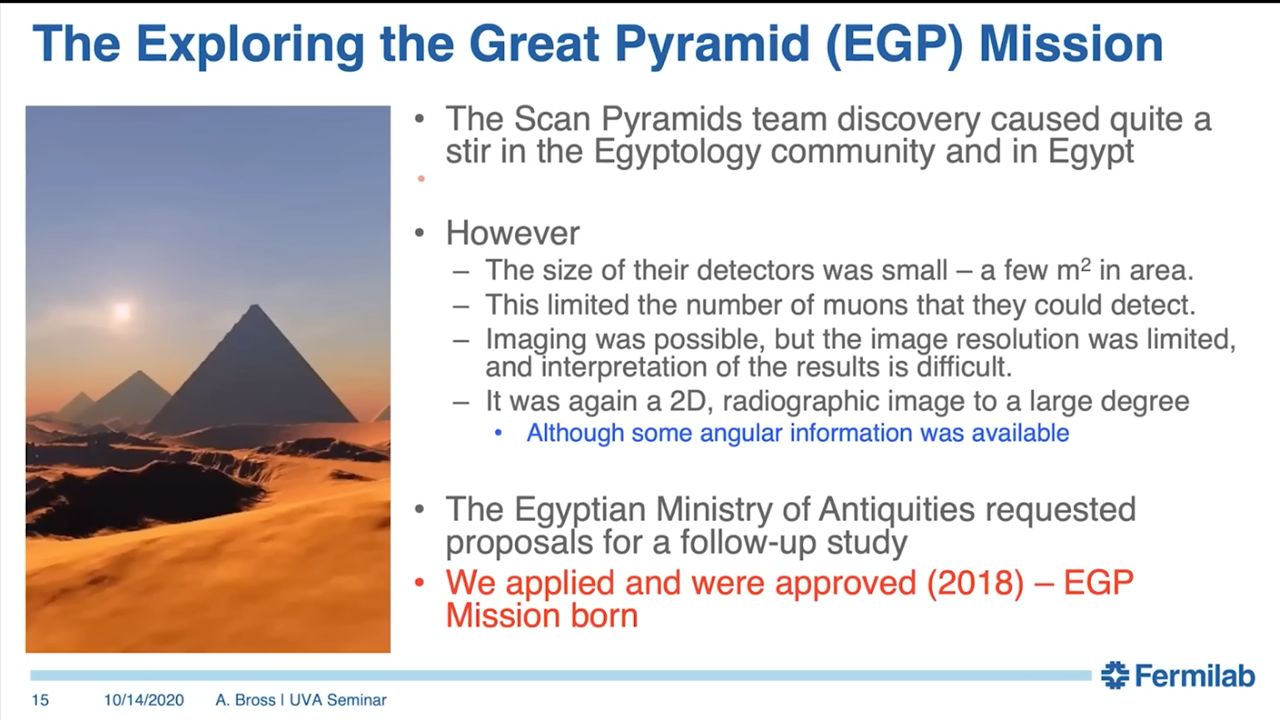 The Exploring the Great Pyramid (EGP) Mission
• The Scan Pyramids team discovery caused quite a
stir in the Egyptology community and in Egypt
•
• However
– The size of their detectors was small – a few m² in area.
– This limited the number of muons that they could detect.
– Imaging was possible, but the image resolution was limited,
and interpretation of the results is difficult.
– It was again a 2D, radiographic image to a large degree
• Although some angular information was available
• The Egyptian Ministry of Antiquities requested
proposals for a follow-up study
• We applied and were approved (2018) – EGP
Mission born
Fermilab
15 10/14/2020 A. Bross | UVA Seminar